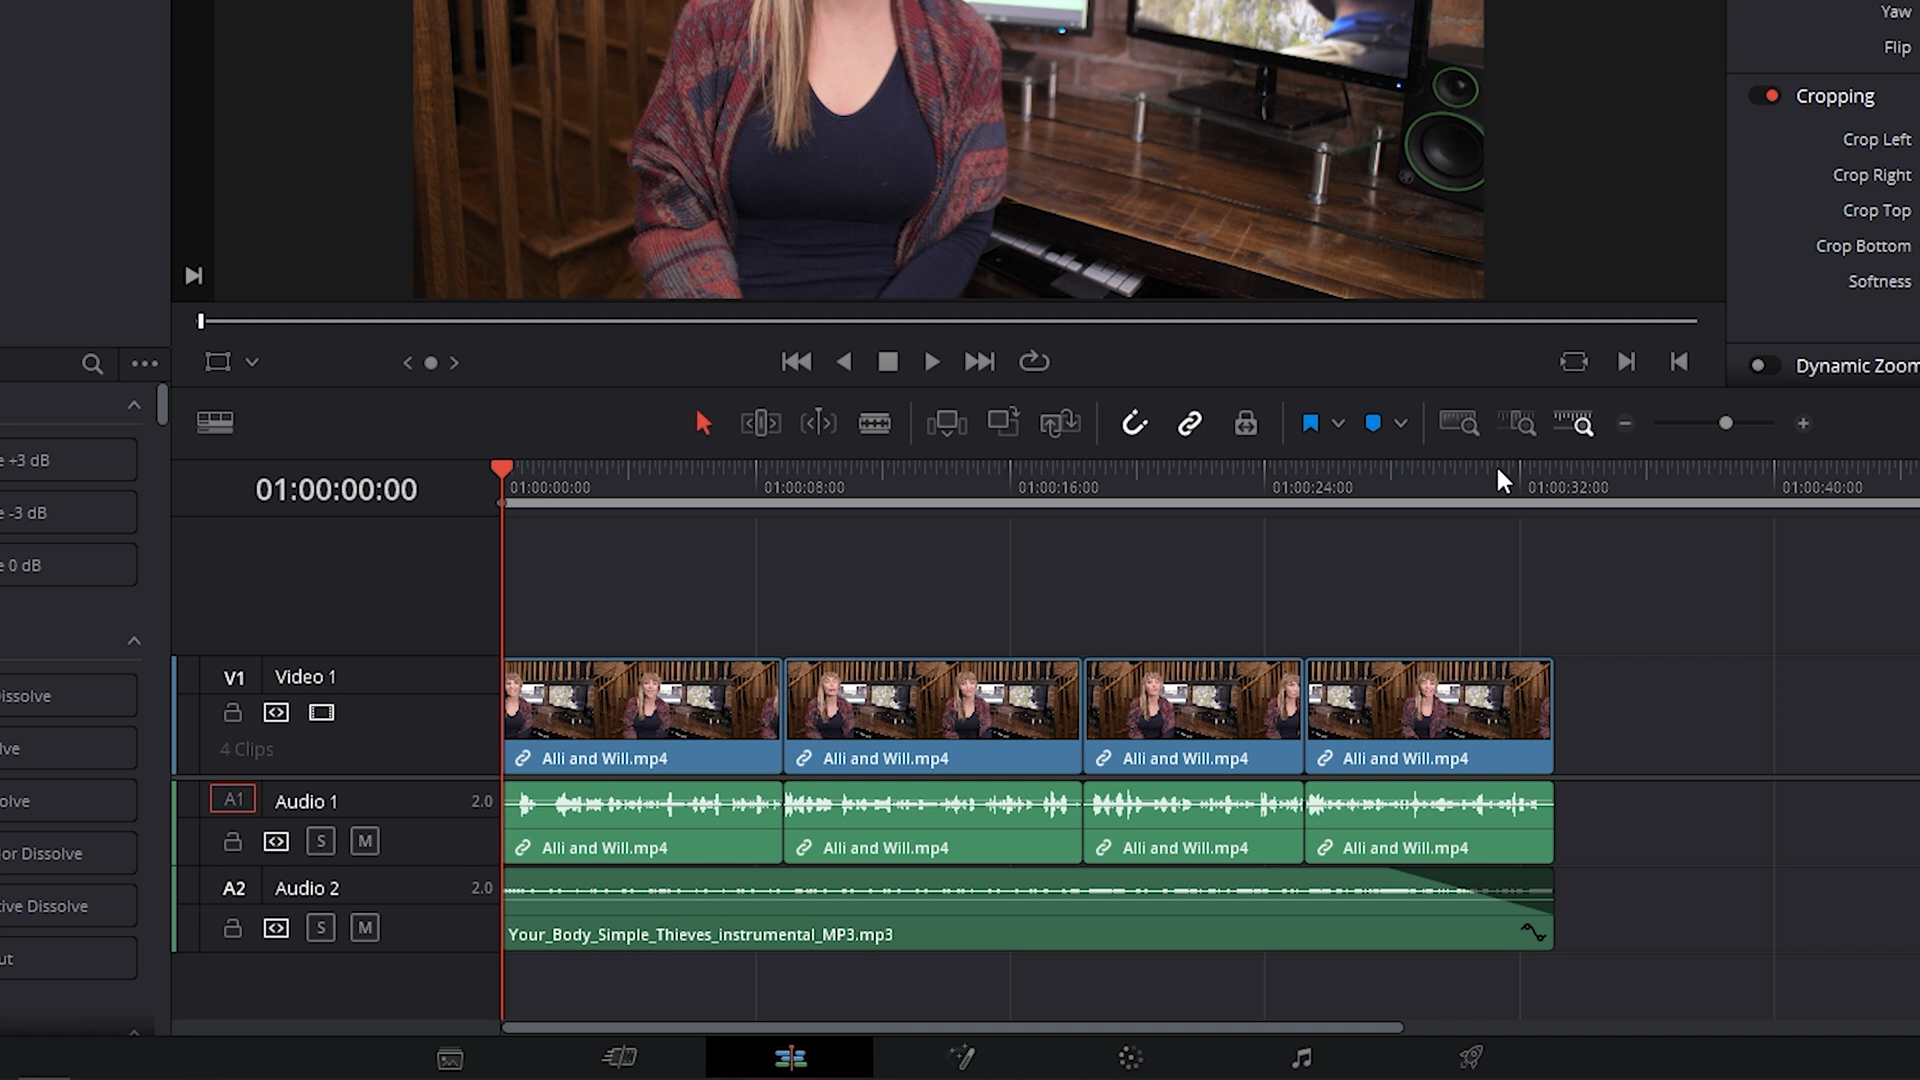 Yaw
Flip
Cropping
Crop Left
Crop Right
Crop Top
Crop Bottom
Softness
Dynamic Zoom
e +3 dB
e -3 dB
e 0 dB
01:00:00:00
01:00:00:00
01:00:08:00
01:00:16:00
01:00:24:00
01:00:32:00
01:00:40:00
Dissolve
lve
olve
lor Dissolve
tive Dissolve
ut
V1 Video 1
4 Clips
Alli and Will.mp4
Alli and Will.mp4
Alli and Will.mp4
Alli and Will.mp4
A1 Audio 1 2.0
S M
Alli and Will.mp4
Alli and Will.mp4
Alli and Will.mp4
Alli and Will.mp4
A2 Audio 2 2.0
S M
Your_Body_Simple_Thieves_instrumental_MP3.mp3